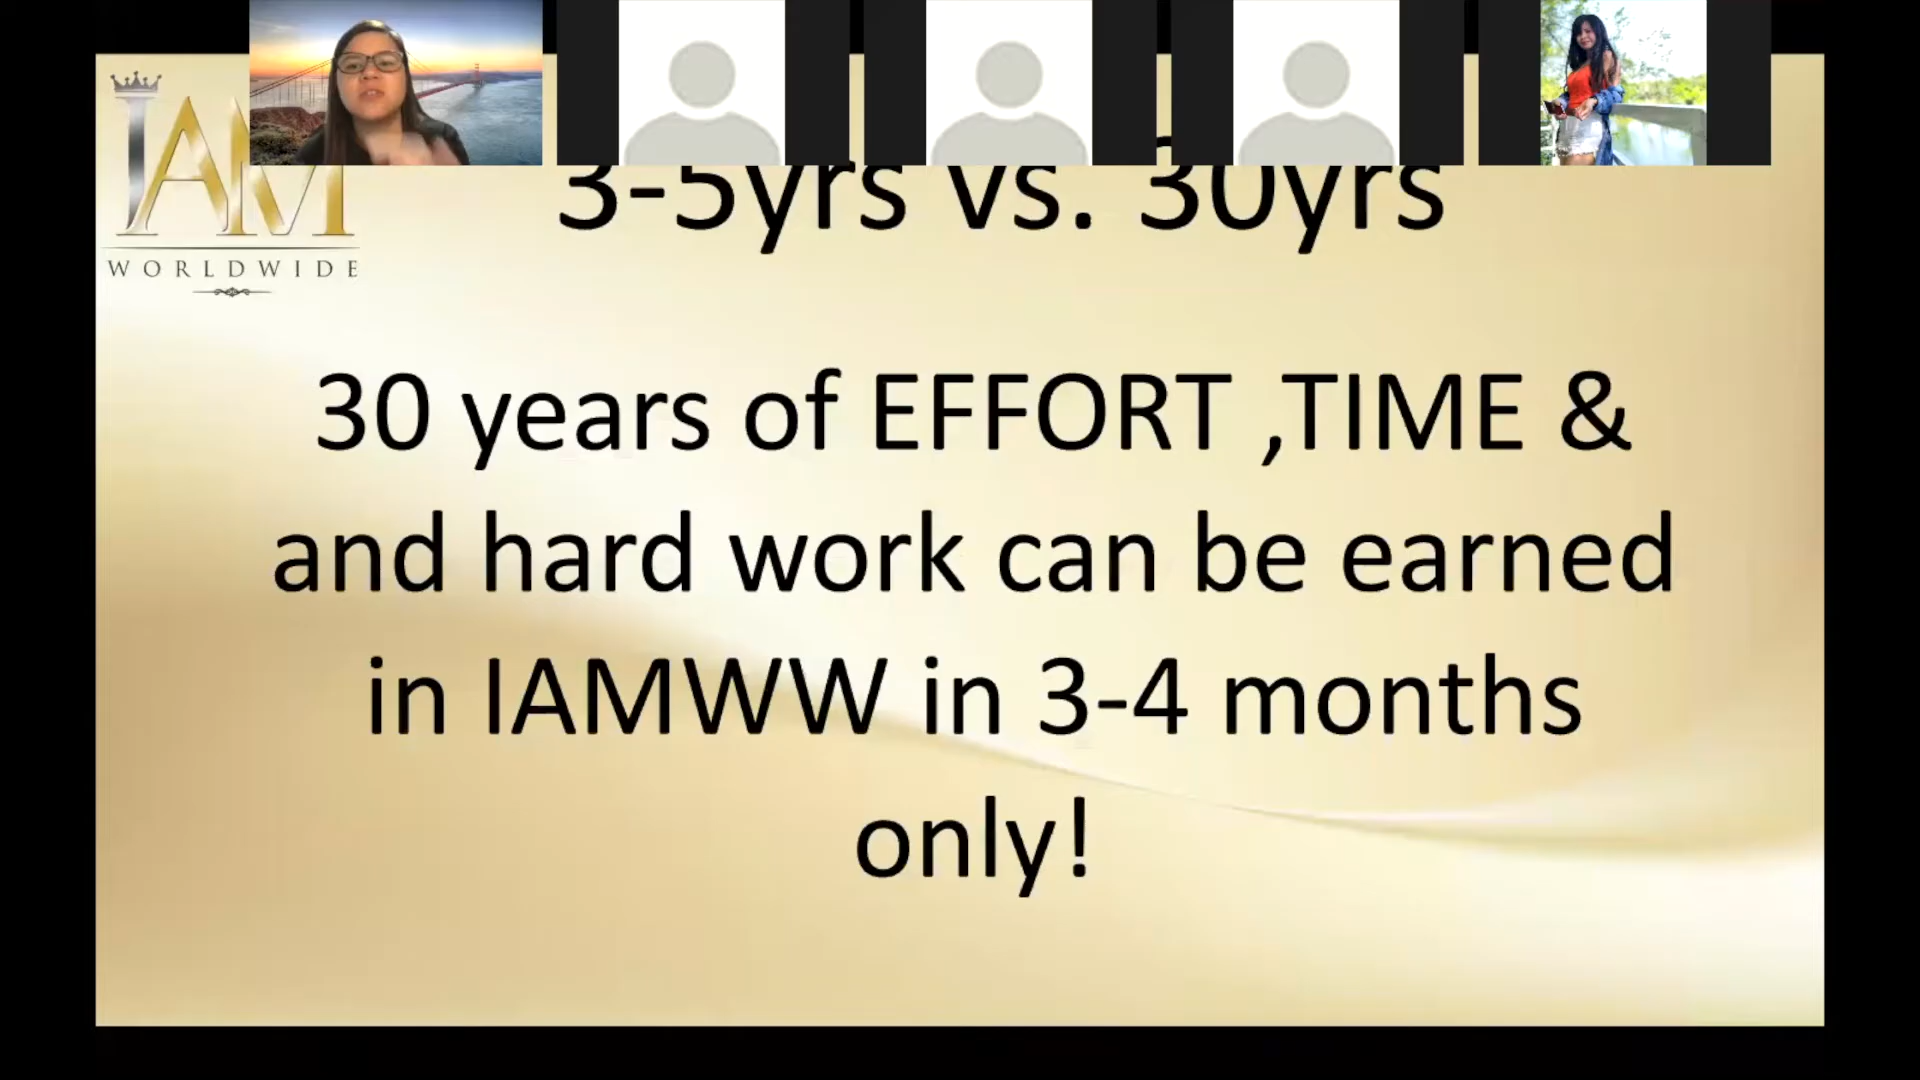 IAM
WORLDWIDE
3-5yrs vs. 30yrs
30 years of EFFORT ,TIME &
and hard work can be earned
in IAMWW in 3-4 months
only!